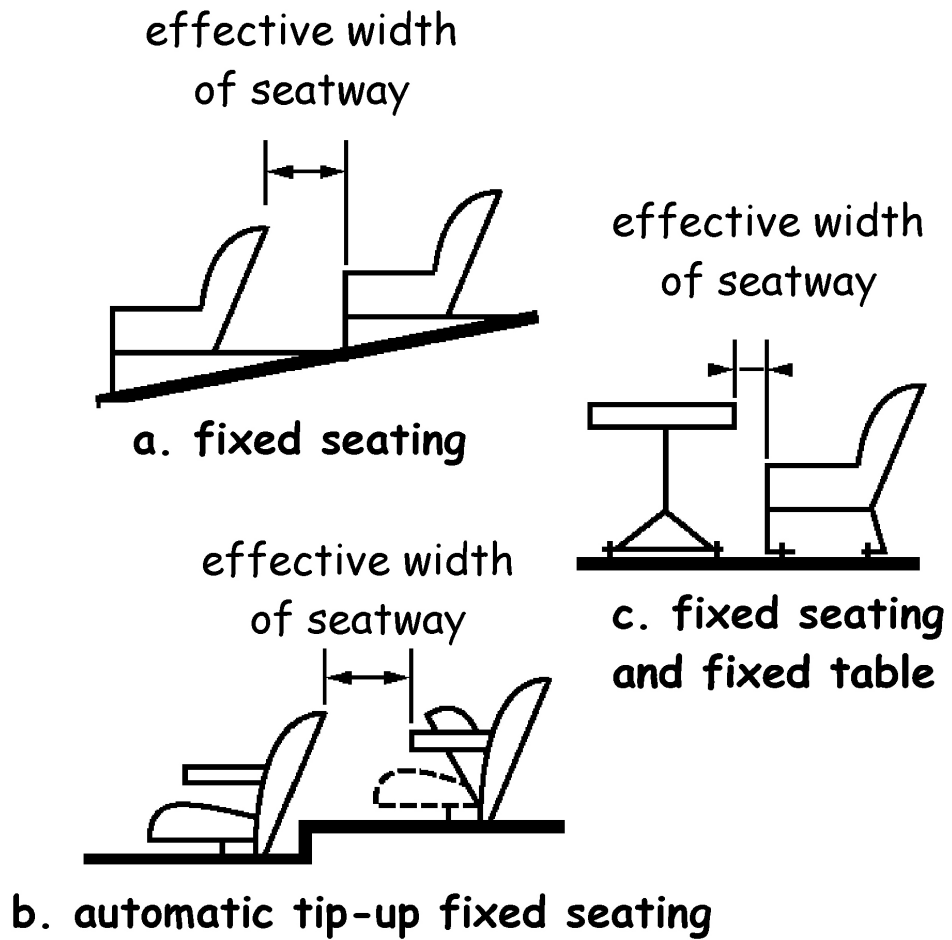 effective width
of seatway
a. fixed seating
effective width
of seatway
c. fixed seating
and fixed table
effective width
of seatway
b. automatic tip-up fixed seating